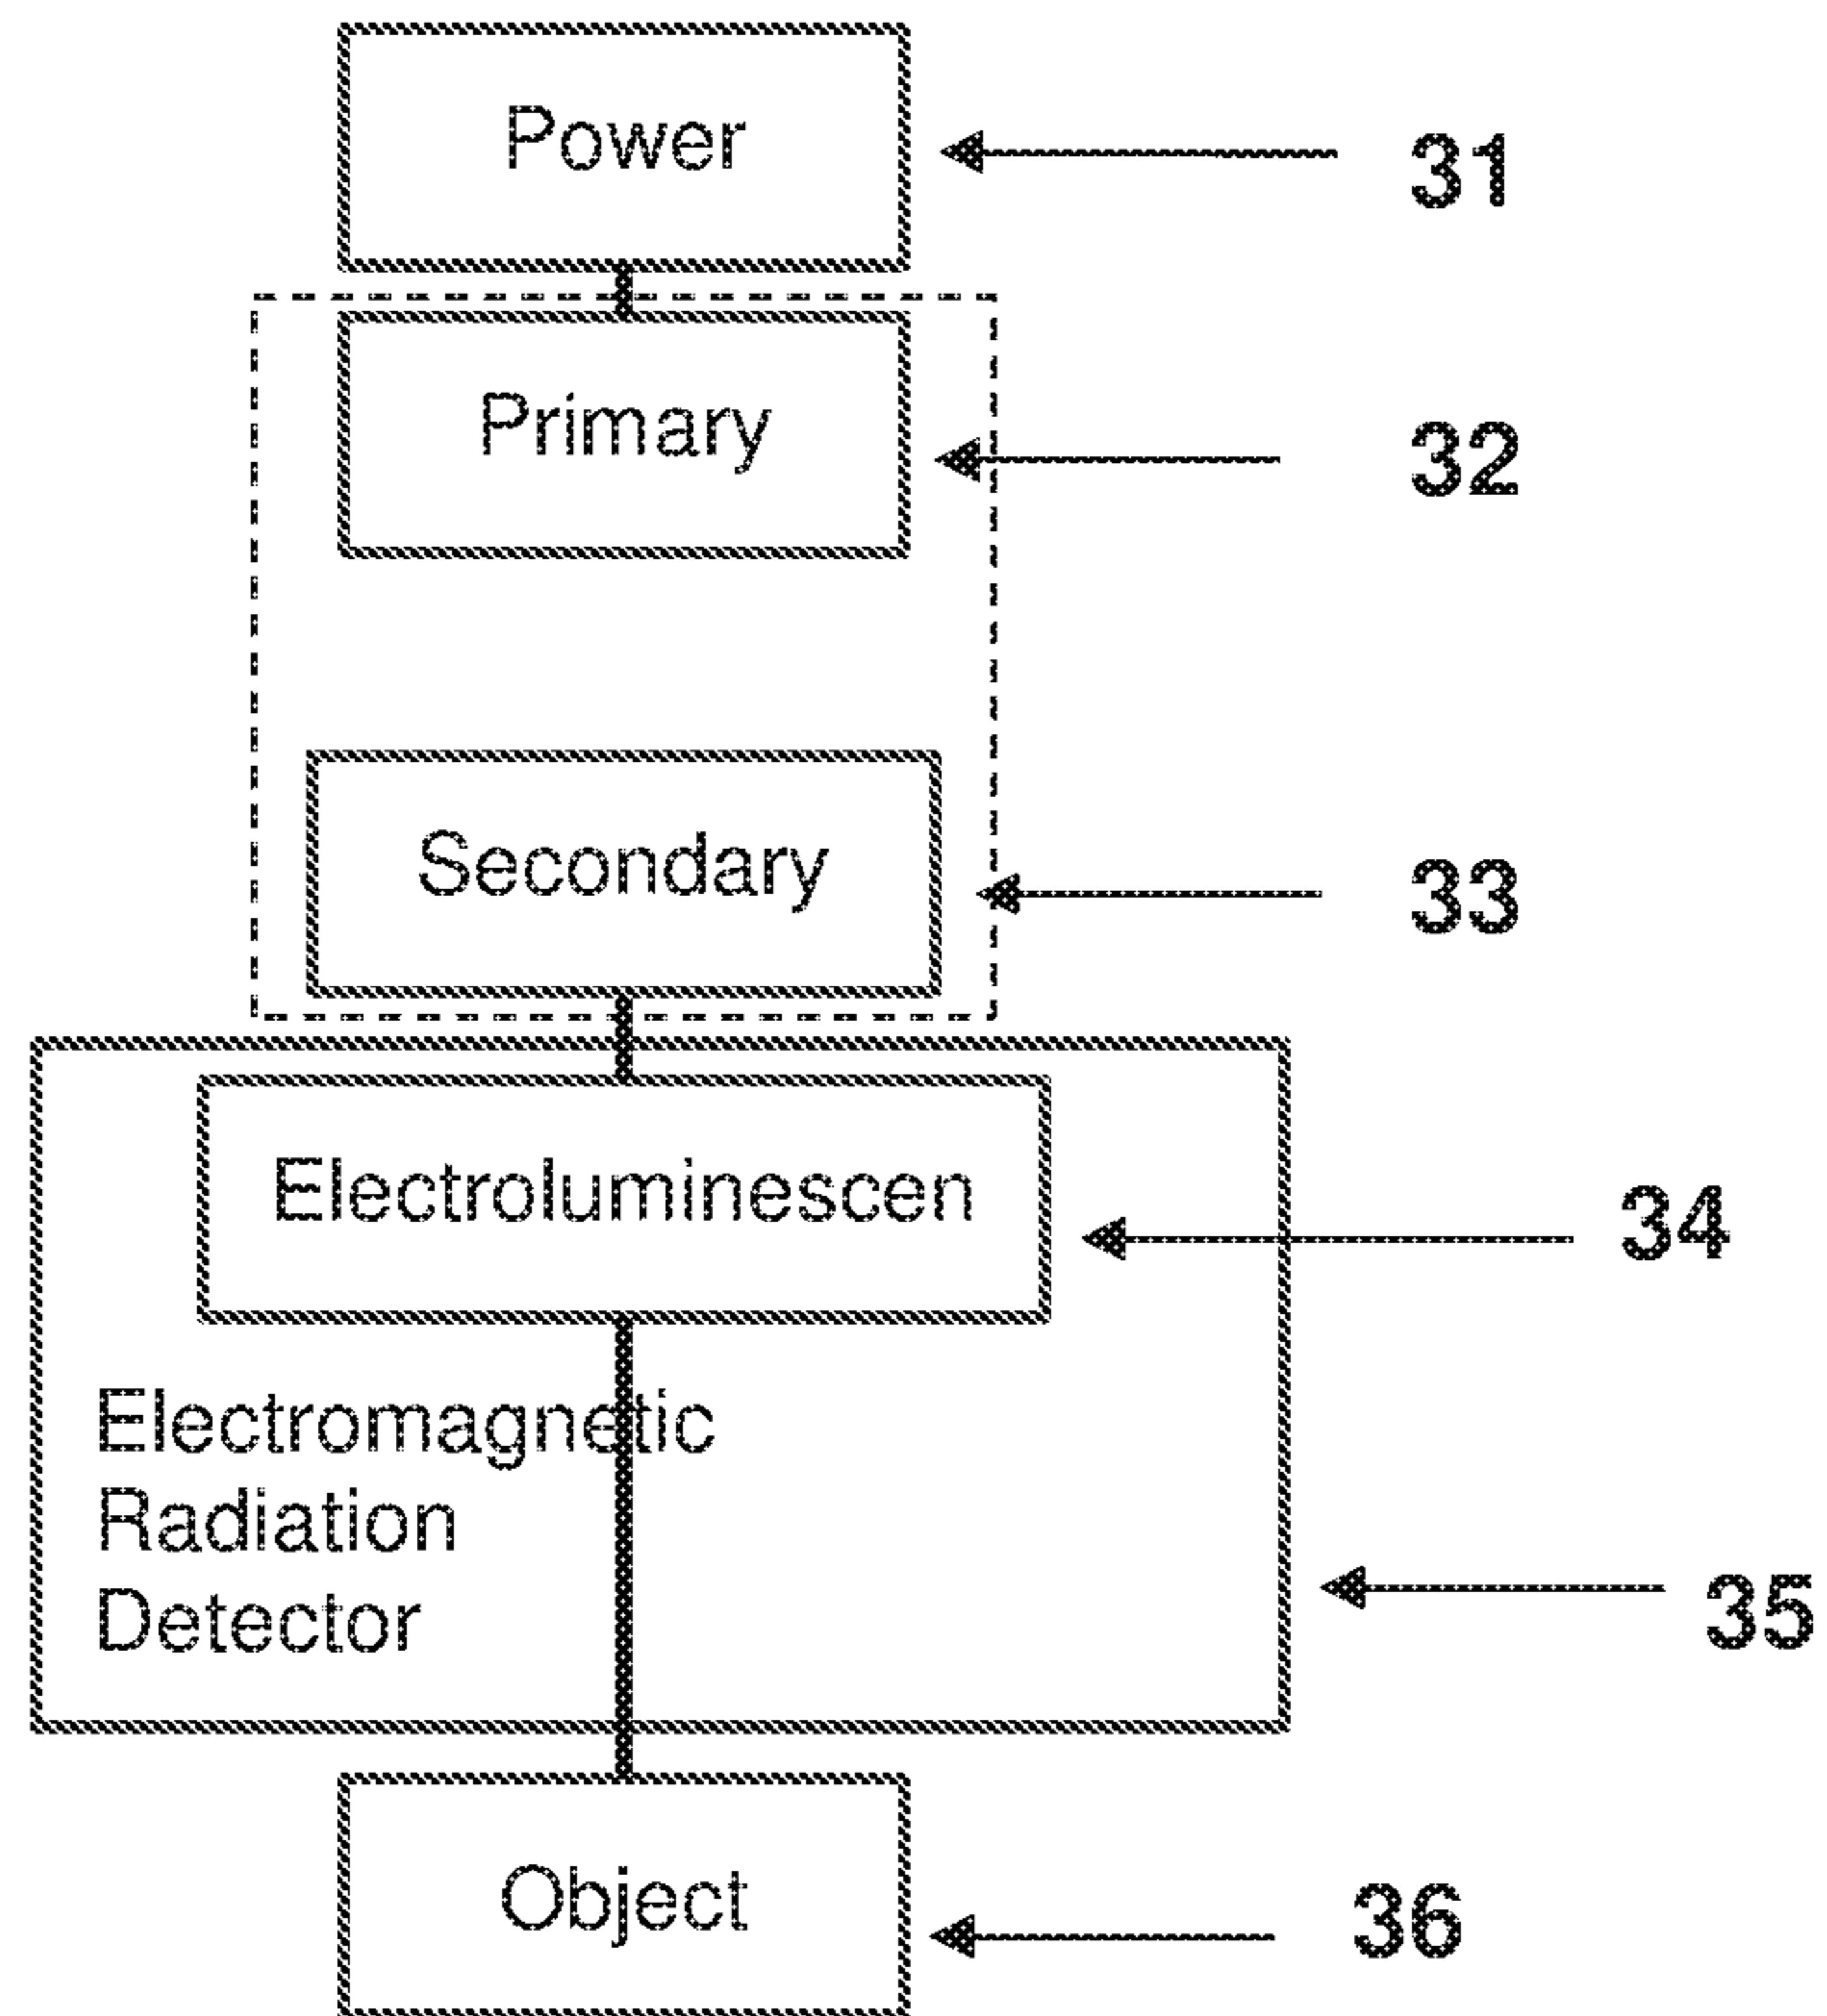 Power
31
Primary
32
Secondary
33
Electroluminescen
34
Electromagnetic
Radiation
Detector
35
Object
36